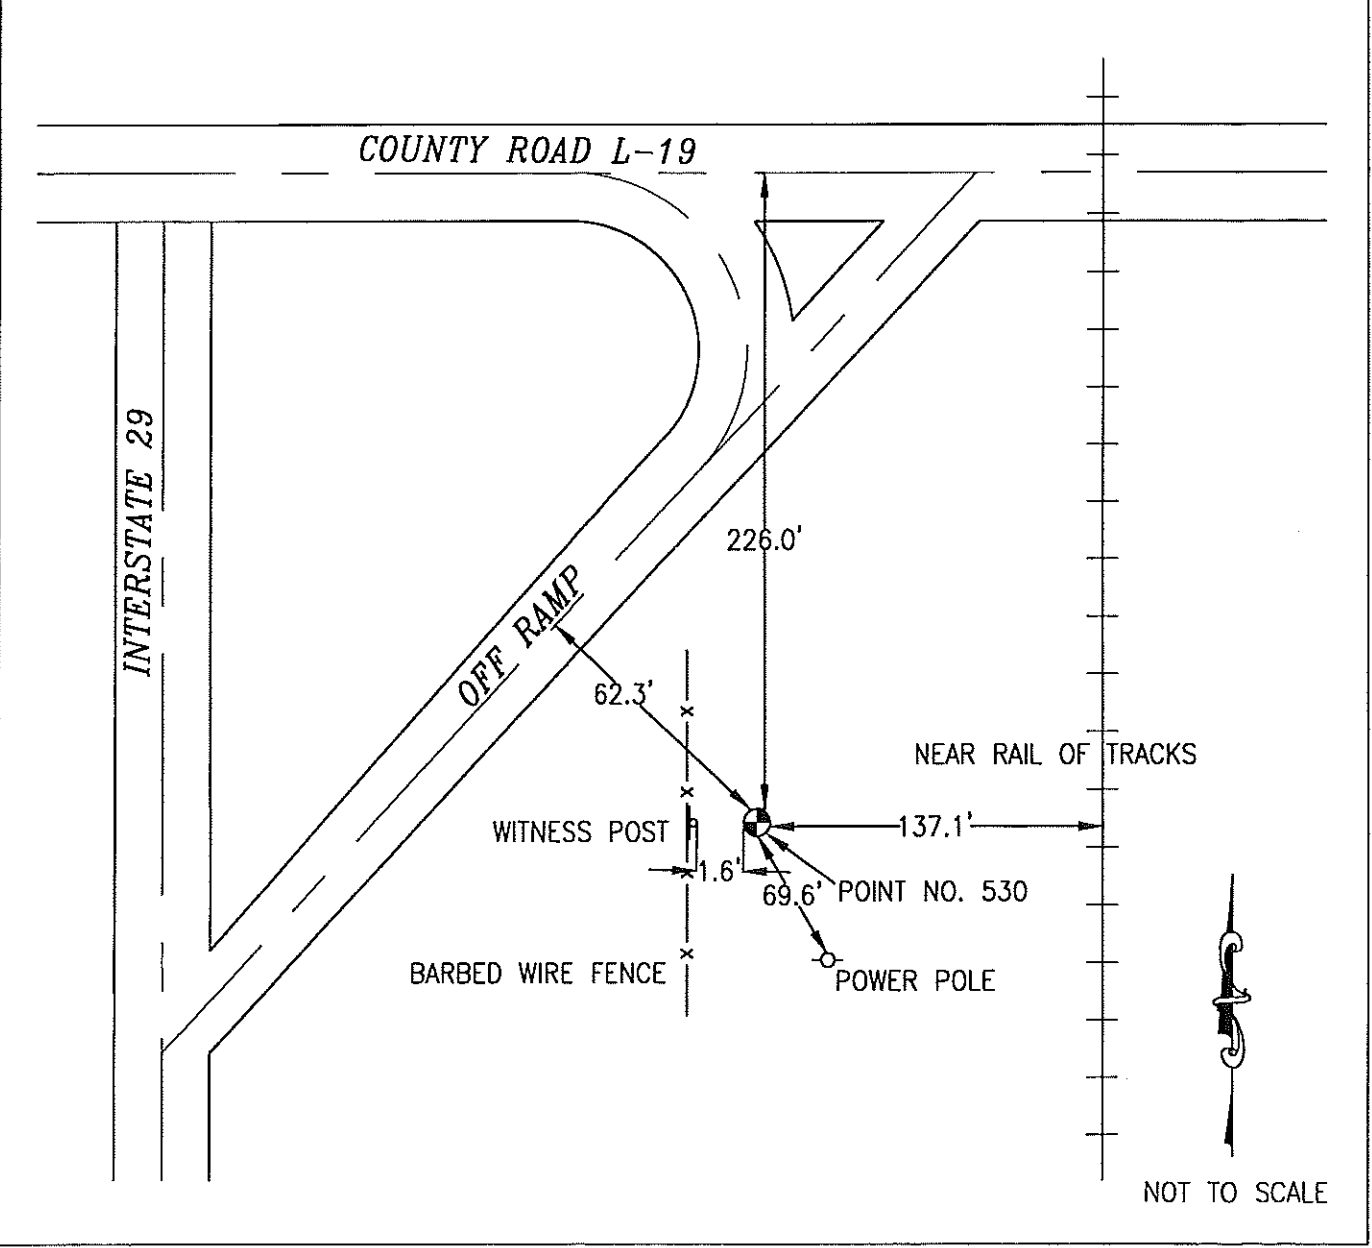 COUNTY ROAD L-19
INTERSTATE 29
226.0'
OFF RAMP
62.3'
NEAR RAIL OF TRACKS
WITNESS POST
137.1'
1.6'
69.6'
POINT NO. 530
BARBED WIRE FENCE
POWER POLE
NOT TO SCALE